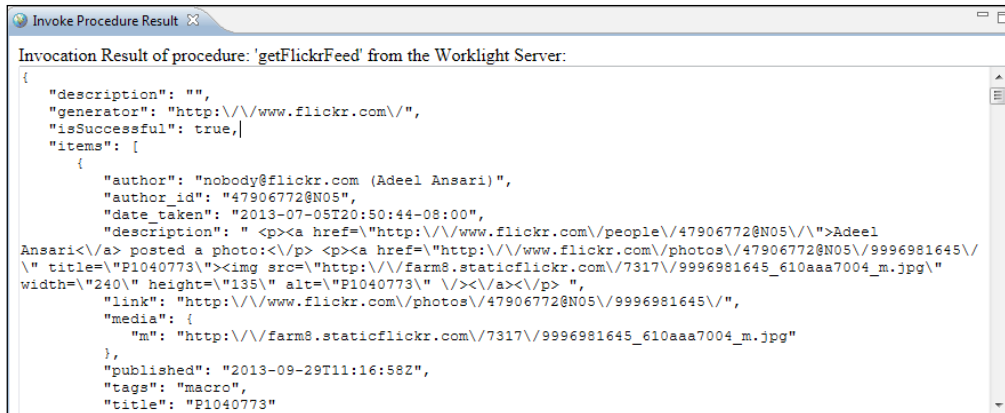 Invoke Procedure Result
Invocation Result of procedure: 'getFlickrFeed' from the Worklight Server:
{
   "description": "",
   "generator": "http:\/\/www.flickr.com\/",
   "isSuccessful": true,
   "items": [
      {
         "author": "nobody@flickr.com (Adeel Ansari)",
         "author_id": "47906772@N05",
         "date_taken": "2013-07-05T20:50:44-08:00",
         "description": " <p><a href=\"http:\/\/www.flickr.com\/people\/47906772@N05\/\">Adeel
Ansari<\/a> posted a photo:<\/p> <p><a href=\"http:\/\/www.flickr.com\/photos\/47906772@N05\/9996981645\/
\" title=\"P1040773\"><img src=\"http:\/\/farm8.staticflickr.com\/7317\/9996981645_610aaa7004_m.jpg\"
width=\"240\" height=\"135\" alt=\"P1040773\" \/><\/a><\/p> ",
         "link": "http:\/\/www.flickr.com\/photos\/47906772@N05\/9996981645\/",
         "media": {
            "m": "http:\/\/farm8.staticflickr.com\/7317\/9996981645_610aaa7004_m.jpg"
         },
         "published": "2013-09-29T11:16:58Z",
         "tags": "macro",
         "title": "P1040773"